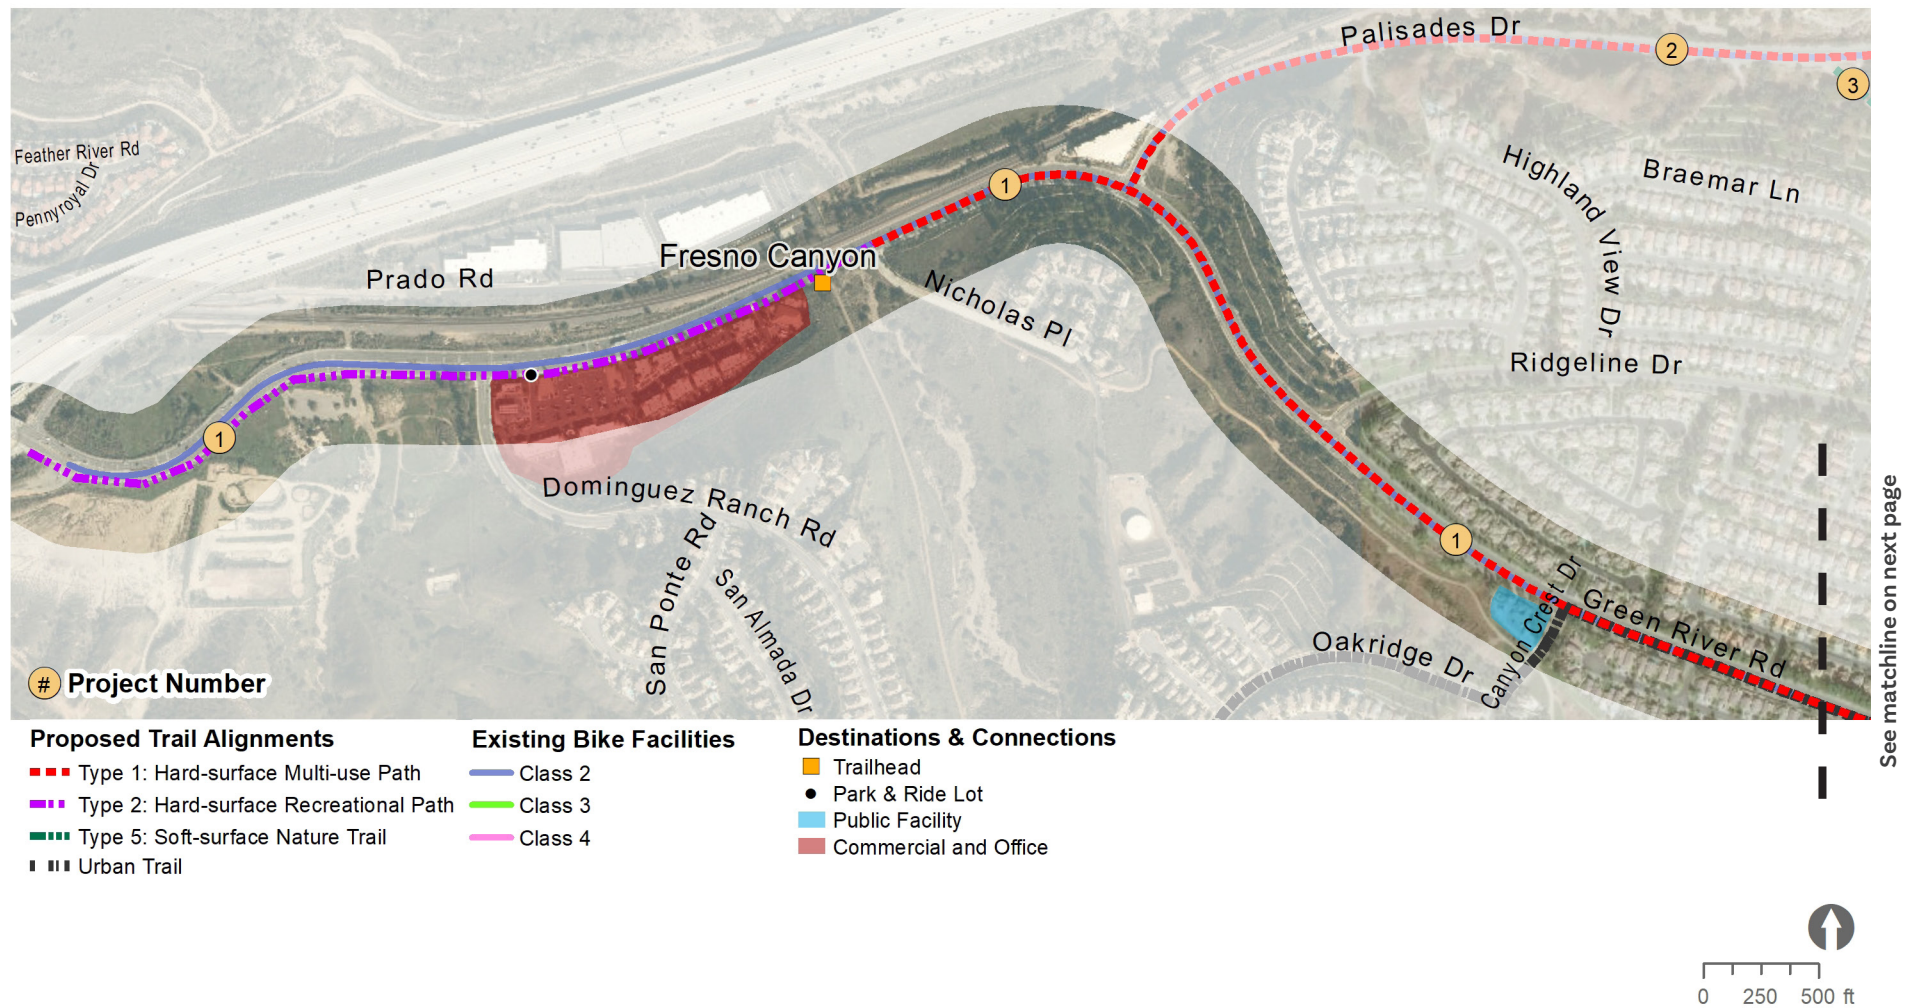 Palisades Dr
2
3
Feather River Rd
Pennyroyal Dr
Highland View Dr
Braemar Ln
1
Fresno Canyon
Prado Rd
Nicholas Pl
Ridgeline Dr
1
Dominguez Ranch Rd
San Ponte Rd
San Almada Dr
1
Canyon Crest Dr
Green River Rd
Oakridge Dr
See matchline on next page
# Project Number
Proposed Trail Alignments
Type 1: Hard-surface Multi-use Path
Type 2: Hard-surface Recreational Path
Type 5: Soft-surface Nature Trail
Urban Trail
Existing Bike Facilities
Class 2
Class 3
Class 4
Destinations & Connections
Trailhead
Park & Ride Lot
Public Facility
Commercial and Office
0 250 500 ft